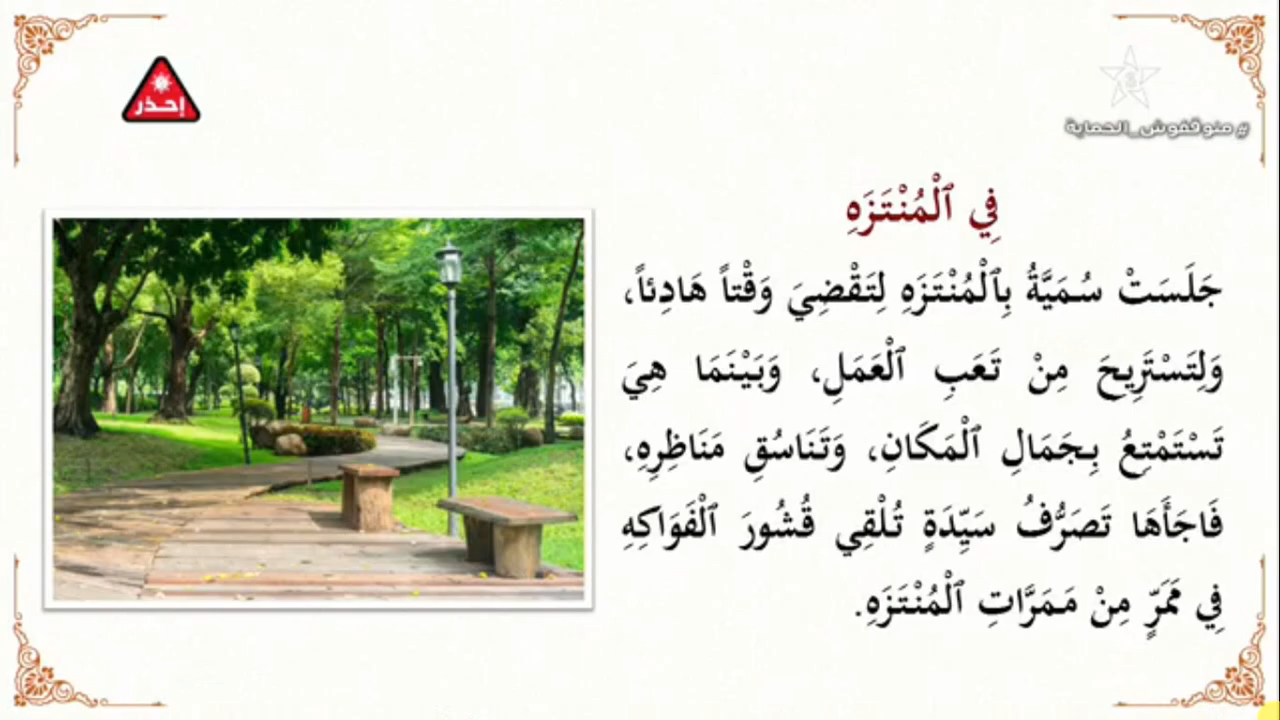 إحذر
#منوقفوش_الحماية
فِي ٱلْمُنْتَزَهِ
جَلَسَتْ سُمَيَّةُ بِٱلْمُنْتَزَهِ لِتَقْضِيَ وَقْتاً هَادِئاً،
وَلِتَسْتَرِيحَ مِنْ تَعَبِ ٱلْعَمَلِ، وَبَيْنَمَا هِيَ
تَسْتَمْتِعُ بِجَمَالِ ٱلْمَكَانِ، وَتَنَاسُقِ مَنَاظِرِهِ،
فَاجَأَهَا تَصَرُّفُ سَيِّدَةٍ تُلْقِي قُشُورَ ٱلْفَوَاكِهِ
فِي مَمَرٍّ مِنْ مَمَرَّاتِ ٱلْمُنْتَزَهِ.